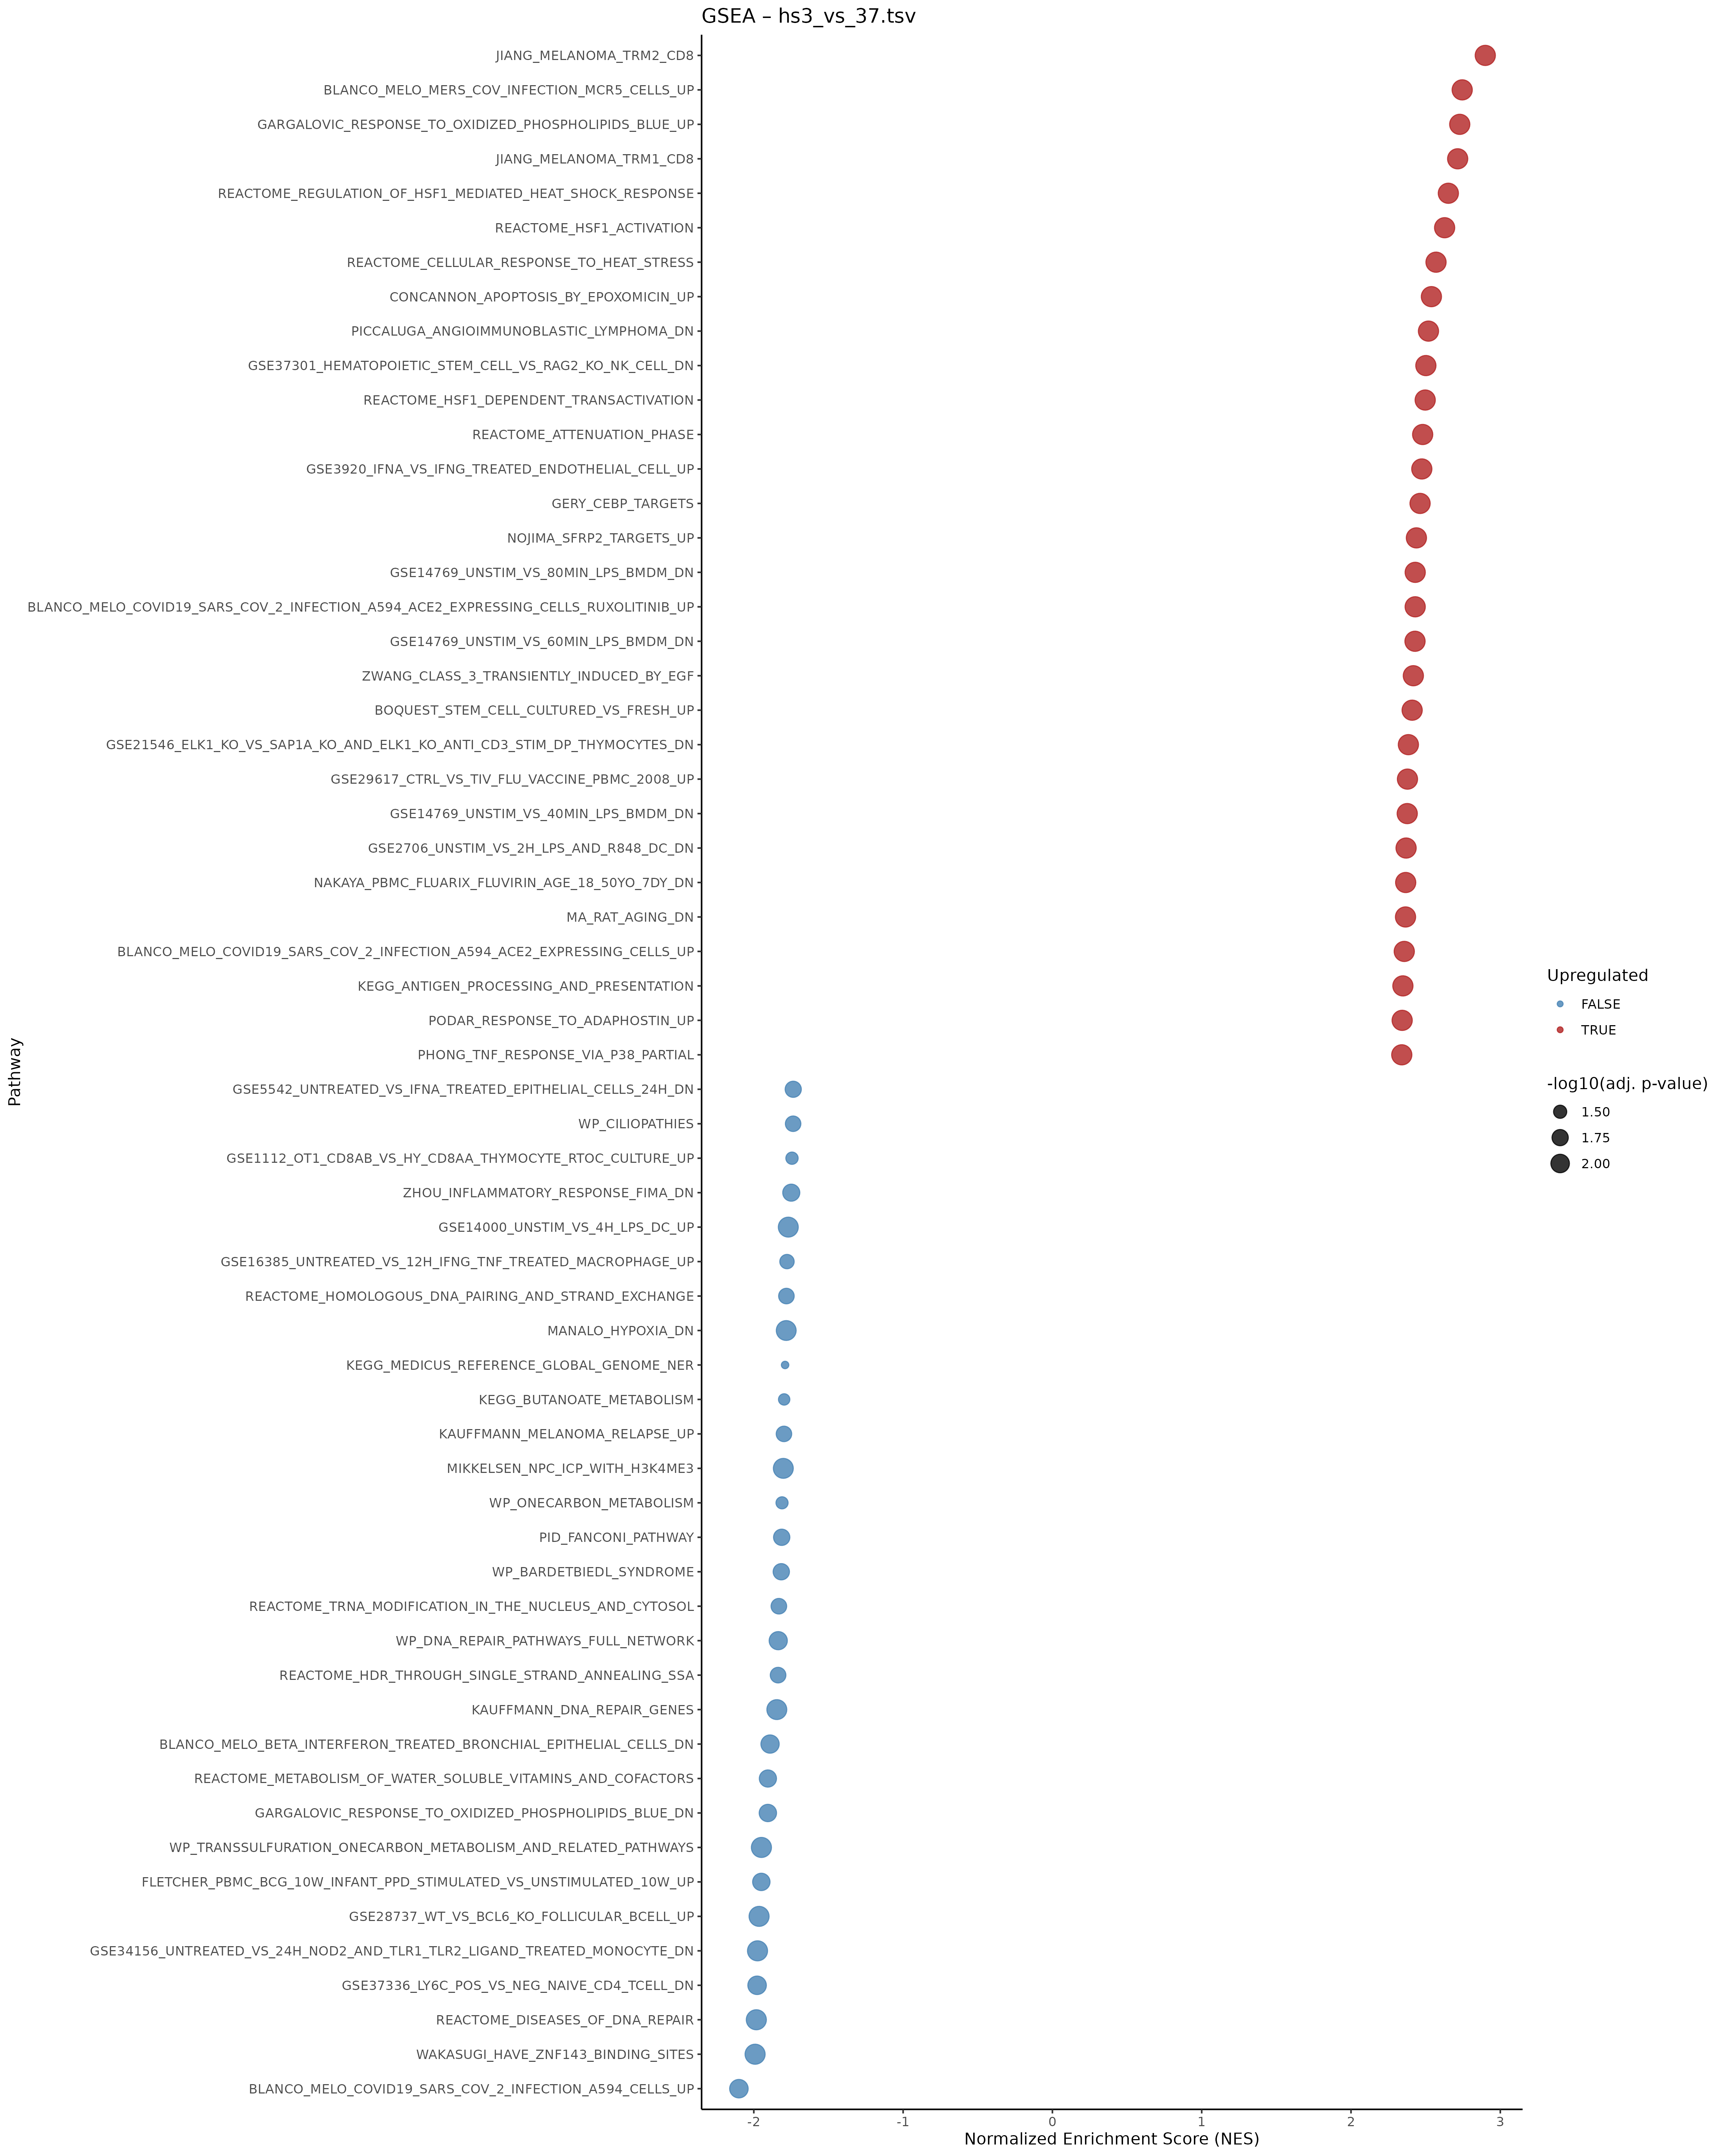 GSEA – hs3_vs_37.tsv
JIANG_MELANOMA_TRM2_CD8
BLANCO_MELO_MERS_COV_INFECTION_MCR5_CELLS_UP
GARGALOVIC_RESPONSE_TO_OXIDIZED_PHOSPHOLIPIDS_BLUE_UP
JIANG_MELANOMA_TRM1_CD8
REACTOME_REGULATION_OF_HSF1_MEDIATED_HEAT_SHOCK_RESPONSE
REACTOME_HSF1_ACTIVATION
REACTOME_CELLULAR_RESPONSE_TO_HEAT_STRESS
CONCANNON_APOPTOSIS_BY_EPOXOMICIN_UP
PICCALUGA_ANGIOIMMUNOBLASTIC_LYMPHOMA_DN
GSE37301_HEMATOPOIETIC_STEM_CELL_VS_RAG2_KO_NK_CELL_DN
REACTOME_HSF1_DEPENDENT_TRANSACTIVATION
REACTOME_ATTENUATION_PHASE
GSE3920_IFNA_VS_IFNG_TREATED_ENDOTHELIAL_CELL_UP
GERY_CEBP_TARGETS
NOJIMA_SFRP2_TARGETS_UP
GSE14769_UNSTIM_VS_80MIN_LPS_BMDM_DN
BLANCO_MELO_COVID19_SARS_COV_2_INFECTION_A594_ACE2_EXPRESSING_CELLS_RUXOLITINIB_UP
GSE14769_UNSTIM_VS_60MIN_LPS_BMDM_DN
ZWANG_CLASS_3_TRANSIENTLY_INDUCED_BY_EGF
BOQUEST_STEM_CELL_CULTURED_VS_FRESH_UP
GSE21546_ELK1_KO_VS_SAP1A_KO_AND_ELK1_KO_ANTI_CD3_STIM_DP_THYMOCYTES_DN
GSE29617_CTRL_VS_TIV_FLU_VACCINE_PBMC_2008_UP
GSE14769_UNSTIM_VS_40MIN_LPS_BMDM_DN
GSE2706_UNSTIM_VS_2H_LPS_AND_R848_DC_DN
NAKAYA_PBMC_FLUARIX_FLUVIRIN_AGE_18_50YO_7DY_DN
MA_RAT_AGING_DN
BLANCO_MELO_COVID19_SARS_COV_2_INFECTION_A594_ACE2_EXPRESSING_CELLS_UP
KEGG_ANTIGEN_PROCESSING_AND_PRESENTATION
PODAR_RESPONSE_TO_ADAPHOSTIN_UP
PHONG_TNF_RESPONSE_VIA_P38_PARTIAL
GSE5542_UNTREATED_VS_IFNA_TREATED_EPITHELIAL_CELLS_24H_DN
WP_CILIOPATHIES
GSE1112_OT1_CD8AB_VS_HY_CD8AA_THYMOCYTE_RTOC_CULTURE_UP
ZHOU_INFLAMMATORY_RESPONSE_FIMA_DN
GSE14000_UNSTIM_VS_4H_LPS_DC_UP
GSE16385_UNTREATED_VS_12H_IFNG_TNF_TREATED_MACROPHAGE_UP
REACTOME_HOMOLOGOUS_DNA_PAIRING_AND_STRAND_EXCHANGE
MANALO_HYPOXIA_DN
KEGG_MEDICUS_REFERENCE_GLOBAL_GENOME_NER
KEGG_BUTANOATE_METABOLISM
KAUFFMANN_MELANOMA_RELAPSE_UP
MIKKELSEN_NPC_ICP_WITH_H3K4ME3
WP_ONECARBON_METABOLISM
PID_FANCONI_PATHWAY
WP_BARDETBIEDL_SYNDROME
REACTOME_TRNA_MODIFICATION_IN_THE_NUCLEUS_AND_CYTOSOL
WP_DNA_REPAIR_PATHWAYS_FULL_NETWORK
REACTOME_HDR_THROUGH_SINGLE_STRAND_ANNEALING_SSA
KAUFFMANN_DNA_REPAIR_GENES
BLANCO_MELO_BETA_INTERFERON_TREATED_BRONCHIAL_EPITHELIAL_CELLS_DN
REACTOME_METABOLISM_OF_WATER_SOLUBLE_VITAMINS_AND_COFACTORS
GARGALOVIC_RESPONSE_TO_OXIDIZED_PHOSPHOLIPIDS_BLUE_DN
WP_TRANSSULFURATION_ONECARBON_METABOLISM_AND_RELATED_PATHWAYS
FLETCHER_PBMC_BCG_10W_INFANT_PPD_STIMULATED_VS_UNSTIMULATED_10W_UP
GSE28737_WT_VS_BCL6_KO_FOLLICULAR_BCELL_UP
GSE34156_UNTREATED_VS_24H_NOD2_AND_TLR1_TLR2_LIGAND_TREATED_MONOCYTE_DN
GSE37336_LY6C_POS_VS_NEG_NAIVE_CD4_TCELL_DN
REACTOME_DISEASES_OF_DNA_REPAIR
WAKASUGI_HAVE_ZNF143_BINDING_SITES
BLANCO_MELO_COVID19_SARS_COV_2_INFECTION_A594_CELLS_UP
Pathway
-2 -1 0 1 2 3
Normalized Enrichment Score (NES)
Upregulated
FALSE
TRUE
-log10(adj. p-value)
1.50
1.75
2.00